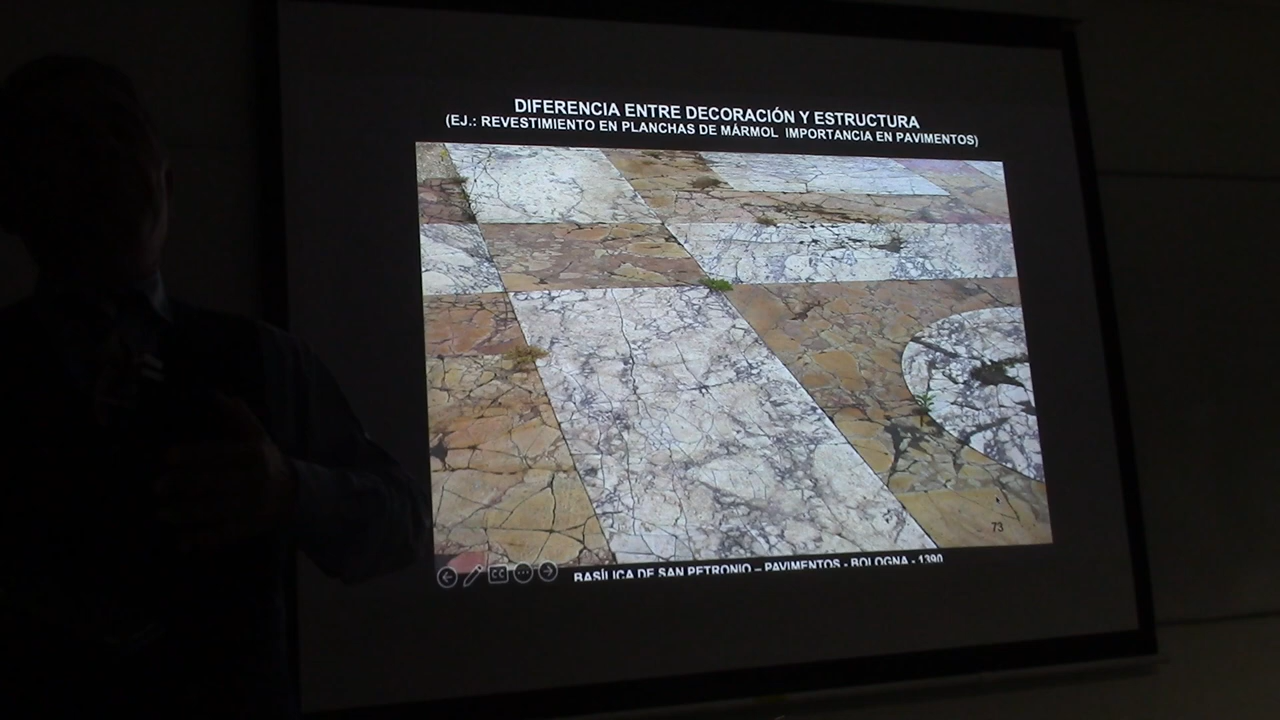 DIFERENCIA ENTRE DECORACIÓN Y ESTRUCTURA
(EJ.: REVESTIMIENTO EN PLANCHAS DE MÁRMOL IMPORTANCIA EN PAVIMENTOS)
73
CC
BASÍLICA DE SAN PETRONIO – PAVIMENTOS - BOLOGNA - 1390